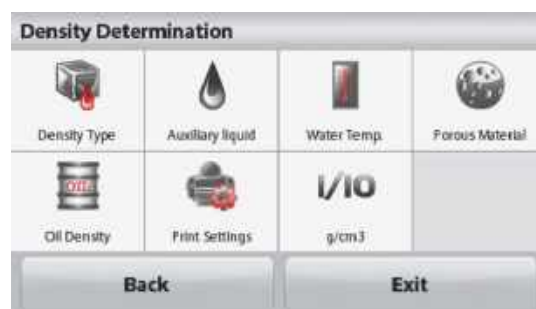 Density Determination
Density Type
Auxiliary liquid
Water Temp.
Porous Material
OIL
Oil Density
Print Settings
I/IO
g/cm3
Back
Exit